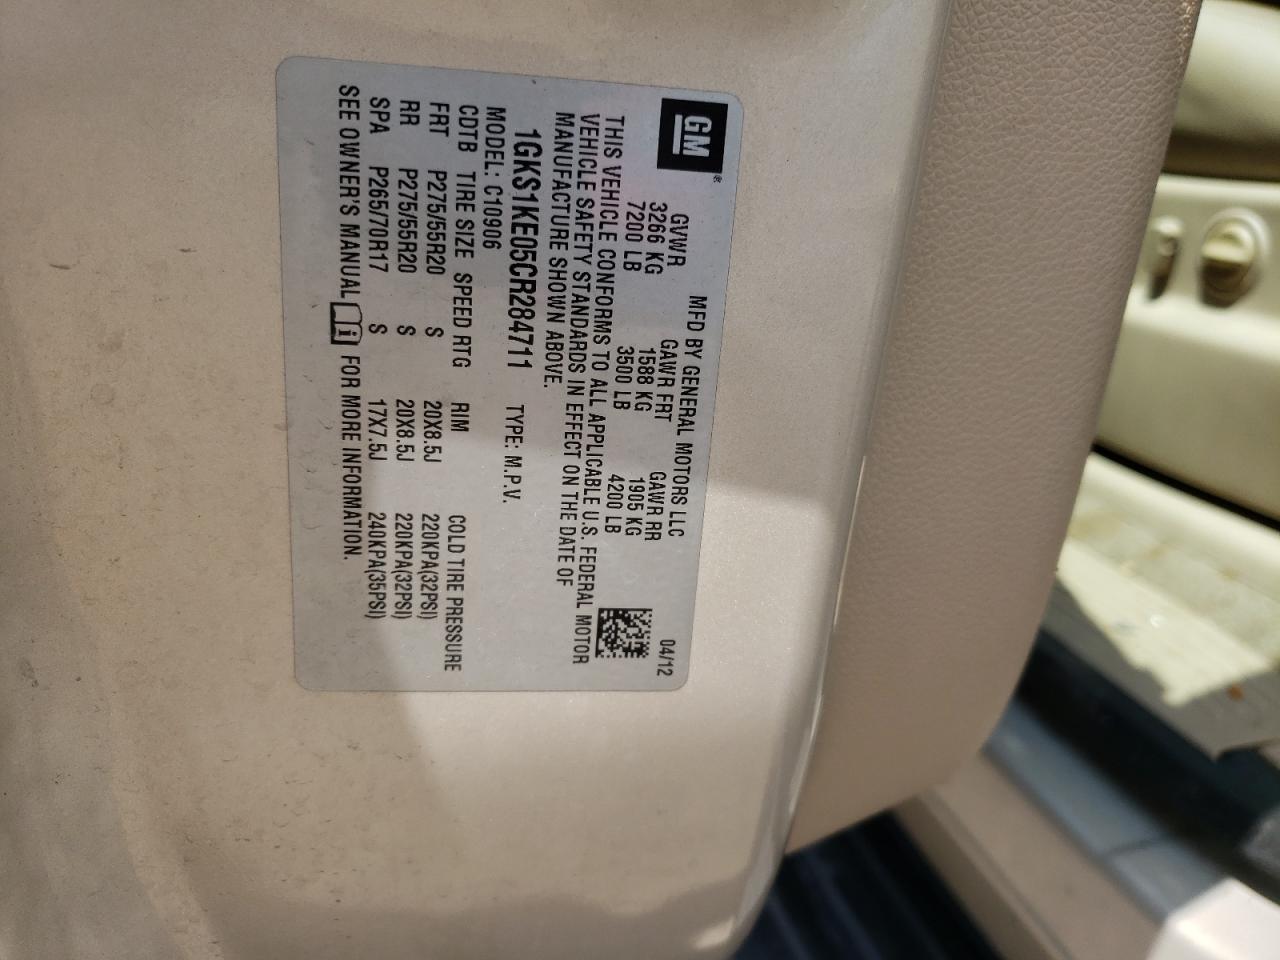 GM
MFD BY GENERAL MOTORS LLC 04/12
GVWR GAWR FRT GAWR RR
3266 KG 1588 KG 1905 KG
7200 LB 3500 LB 4200 LB
THIS VEHICLE CONFORMS TO ALL APPLICABLE U.S. FEDERAL MOTOR
VEHICLE SAFETY STANDARDS IN EFFECT ON THE DATE OF
MANUFACTURE SHOWN ABOVE.
1GKS1KE05CR284711 TYPE: M.P.V.
MODEL: C10906
CDTB TIRE SIZE SPEED RTG RIM COLD TIRE PRESSURE
FRT P275/55R20 S 20X8.5J 220KPA(32PSI)
RR P275/55R20 S 20X8.5J 220KPA(32PSI)
SPA P265/70R17 S 17X7.5J 240KPA(35PSI)
SEE OWNER'S MANUAL i FOR MORE INFORMATION.